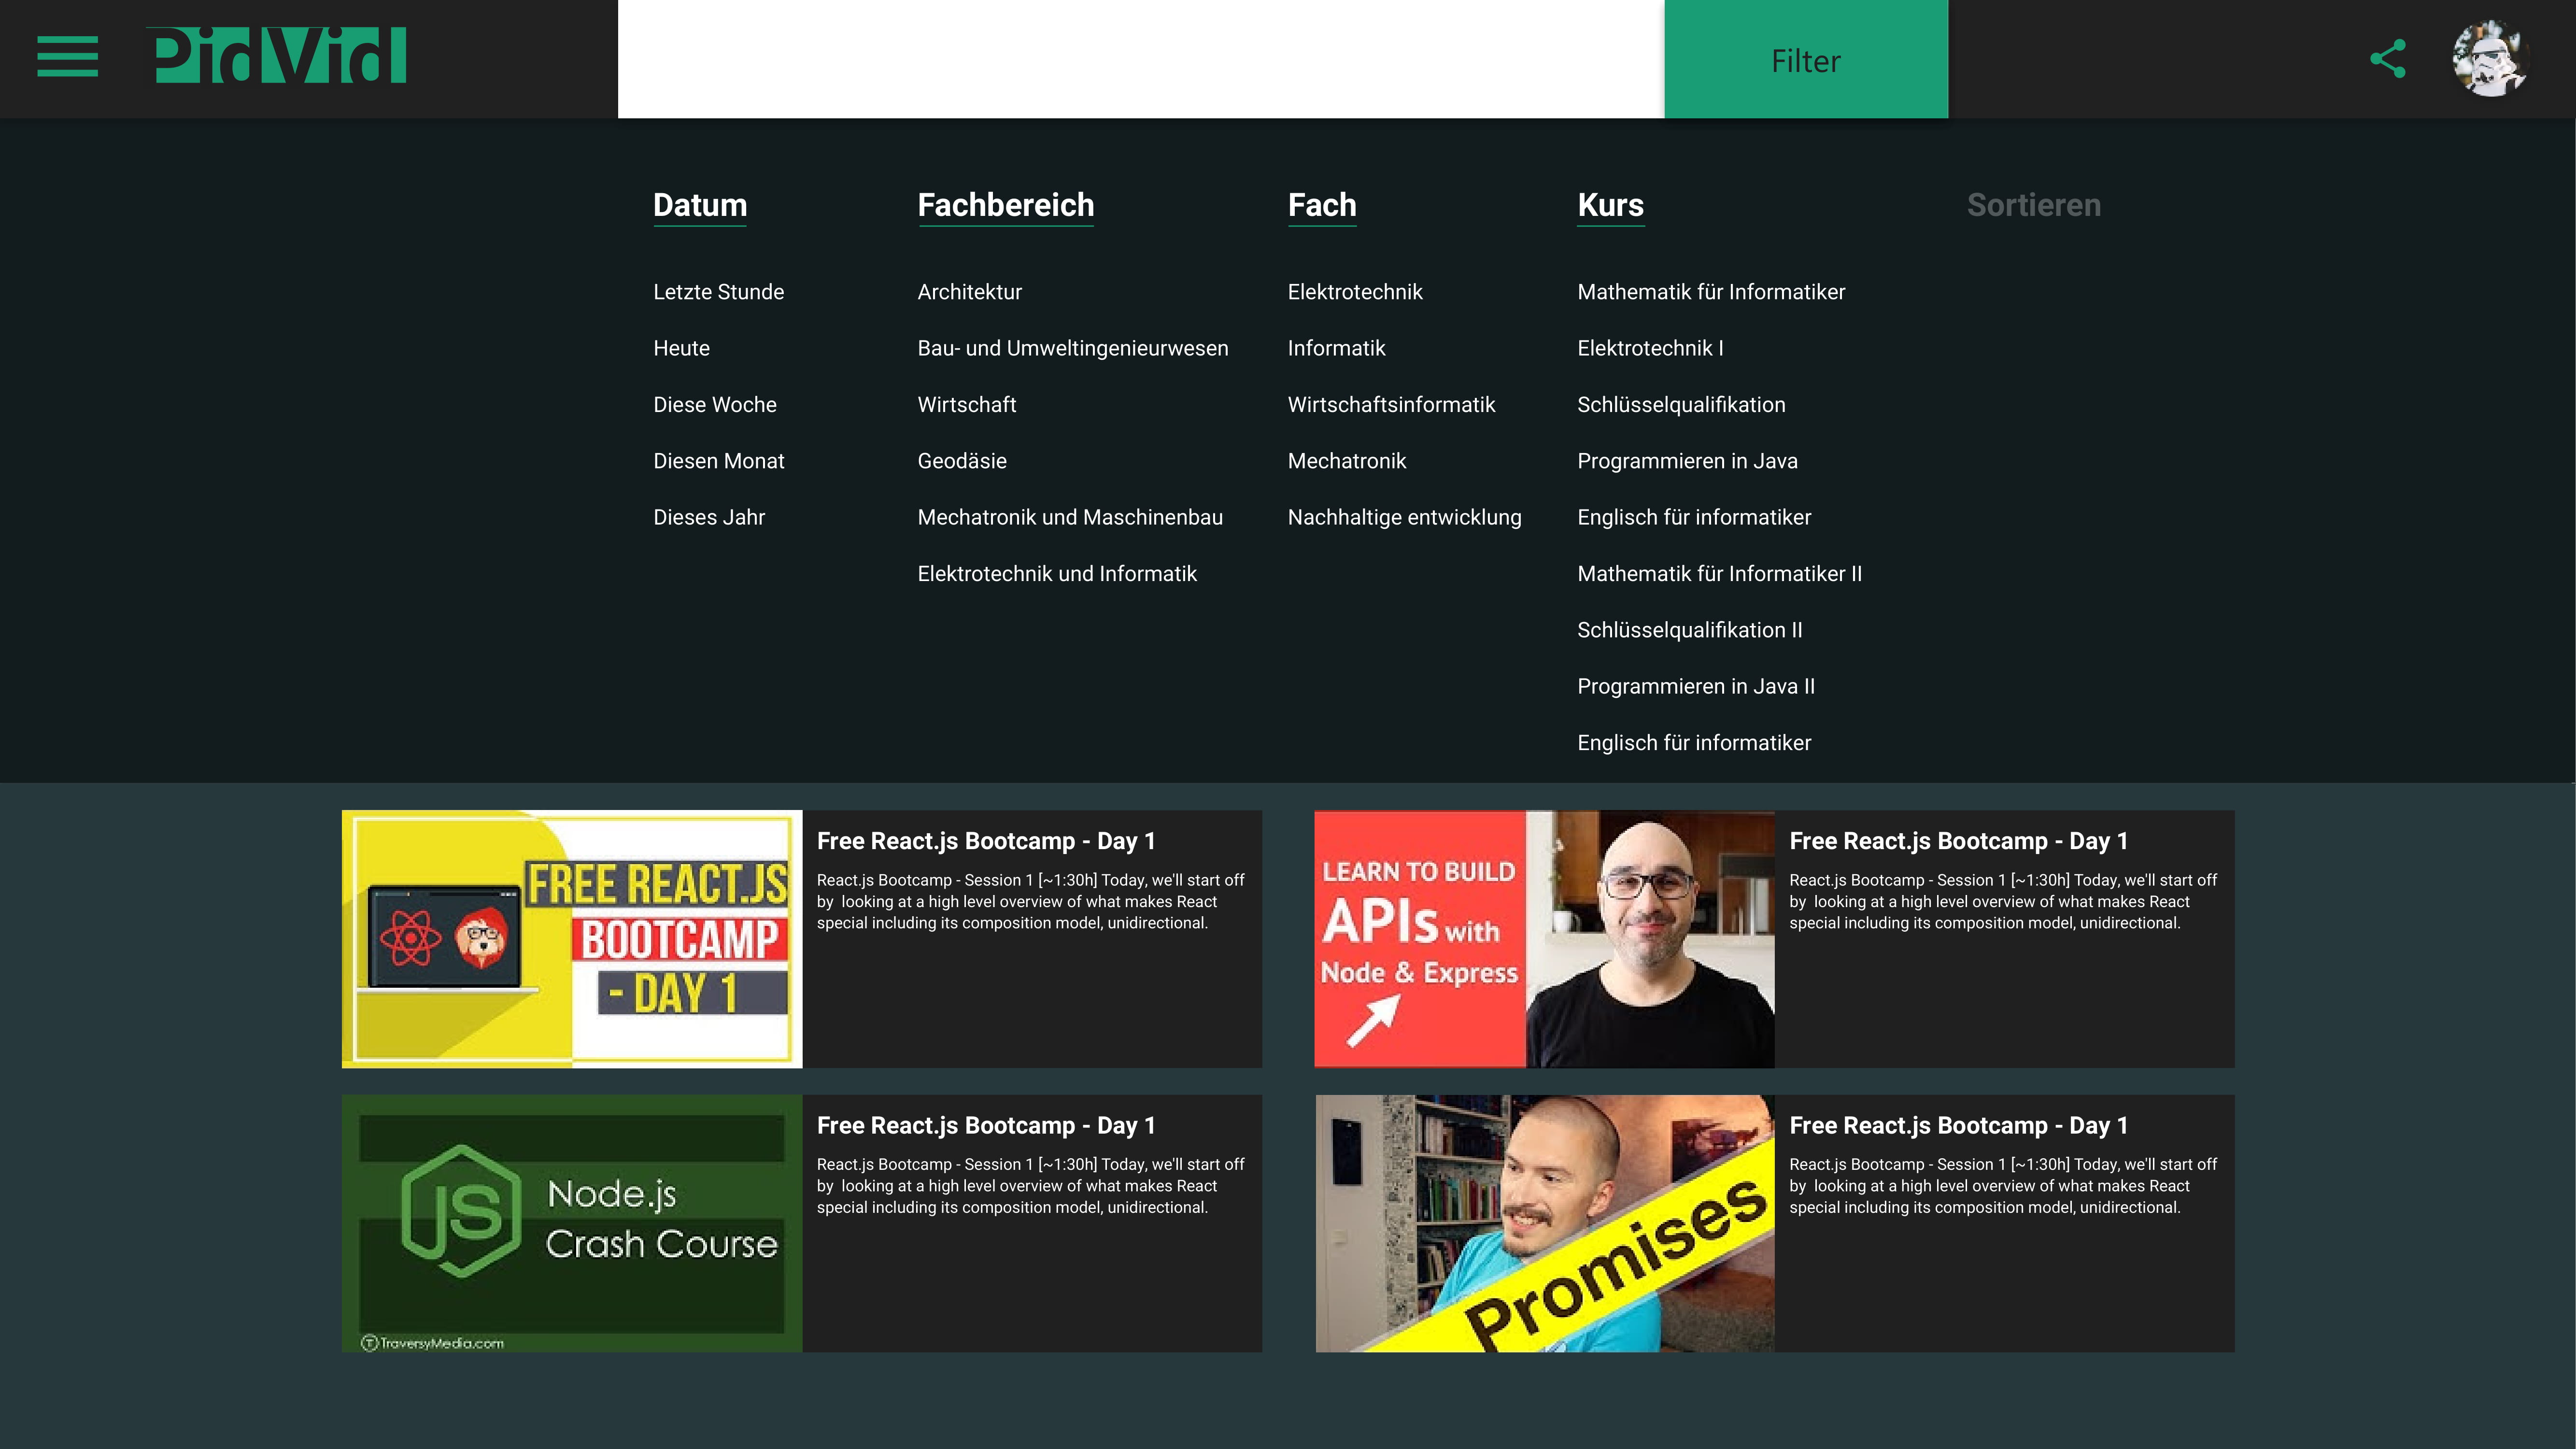 PidVid
Filter
Datum
Fachbereich
Fach
Kurs
Sortieren
Letzte Stunde
Heute
Diese Woche
Diesen Monat
Dieses Jahr
Architektur
Bau- und Umweltingenieurwesen
Wirtschaft
Geodäsie
Mechatronik und Maschinenbau
Elektrotechnik und Informatik
Elektrotechnik
Informatik
Wirtschaftsinformatik
Mechatronik
Nachhaltige entwicklung
Mathematik für Informatiker
Elektrotechnik I
Schlüsselqualifikation
Programmieren in Java
Englisch für informatiker
Mathematik für Informatiker II
Schlüsselqualifikation II
Programmieren in Java II
Englisch für informatiker
FREE REACT.JS
BOOTCAMP
- DAY 1
Free React.js Bootcamp - Day 1
React.js Bootcamp - Session 1 [~1:30h] Today, we'll start off
by  looking at a high level overview of what makes React
special including its composition model, unidirectional.
LEARN TO BUILD
APIs with
Node & Express
Free React.js Bootcamp - Day 1
React.js Bootcamp - Session 1 [~1:30h] Today, we'll start off
by  looking at a high level overview of what makes React
special including its composition model, unidirectional.
JS
Node.js
Crash Course
TraversyMedia.com
Free React.js Bootcamp - Day 1
React.js Bootcamp - Session 1 [~1:30h] Today, we'll start off
by  looking at a high level overview of what makes React
special including its composition model, unidirectional.
Promises
Free React.js Bootcamp - Day 1
React.js Bootcamp - Session 1 [~1:30h] Today, we'll start off
by  looking at a high level overview of what makes React
special including its composition model, unidirectional.